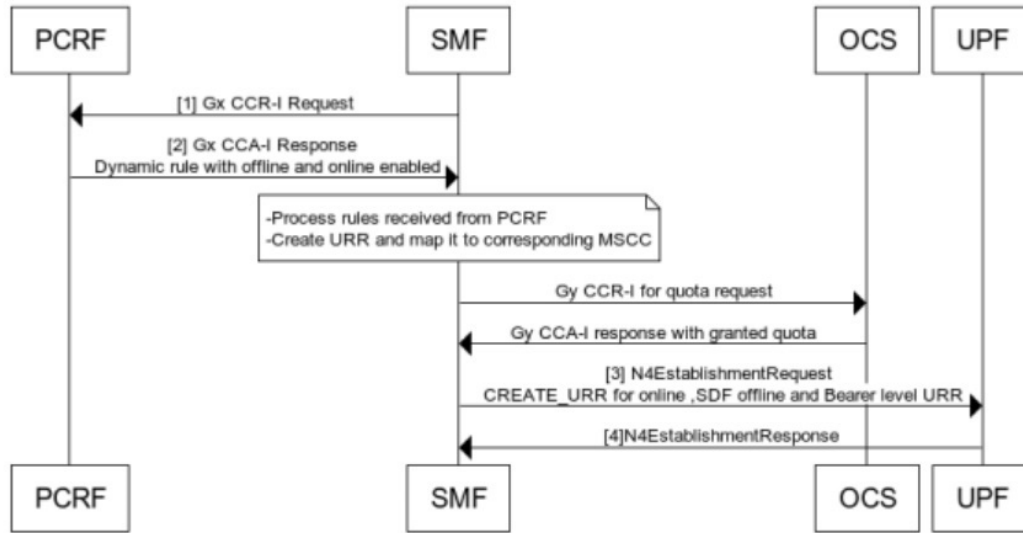 PCRF
SMF
OCS
UPF
[1] Gx CCR-I Request
[2] Gx CCA-I Response
Dynamic rule with offline and online enabled
-Process rules received from PCRF
-Create URR and map it to corresponding MSCC
Gy CCR-I for quota request
Gy CCA-I response with granted quota
[3] N4EstablishmentRequest
CREATE_URR for online ,SDF offline and Bearer level URR
[4]N4EstablishmentResponse
PCRF
SMF
OCS
UPF